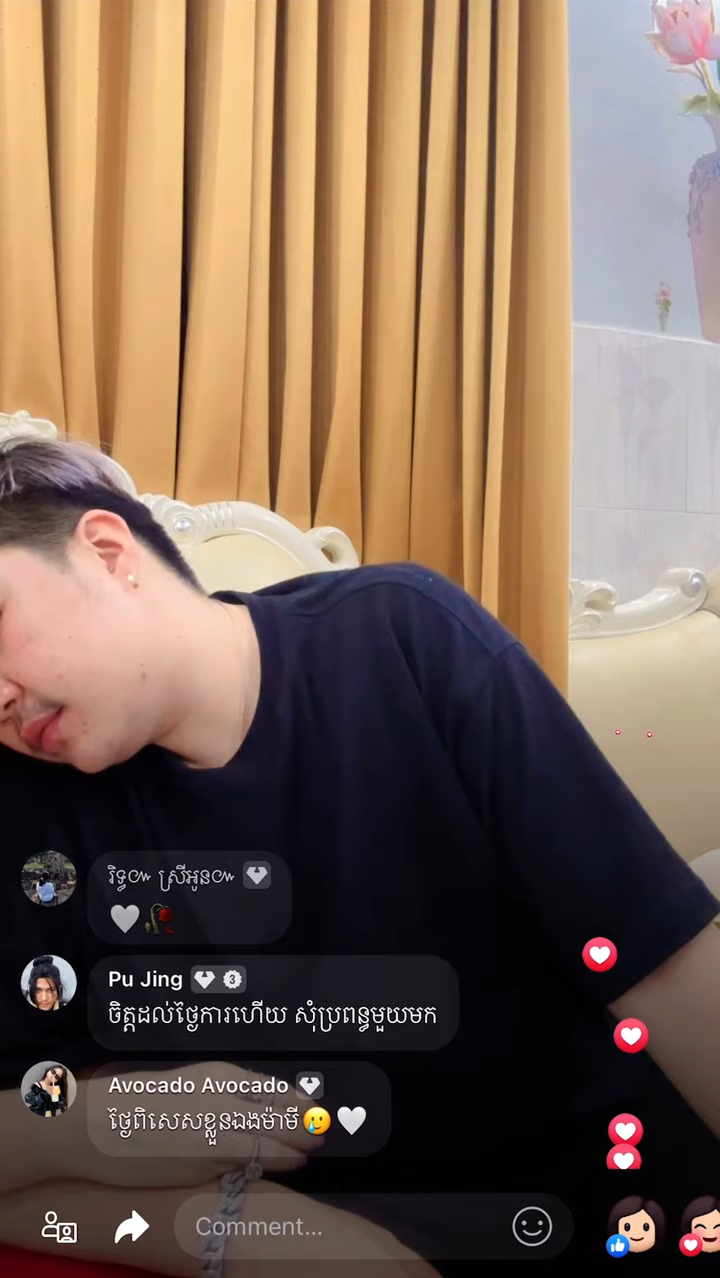 រិទ្ធ៚ ស្រីអូន៚
🤍🥀
Pu Jing 3
ចិត្តដល់ថ្ងៃការហើយ សុំប្រពន្ធមួយមក
Avocado Avocado
ថ្ងៃពិសេសខ្លួនឯងម៉ាមី🥲🤍
Comment...